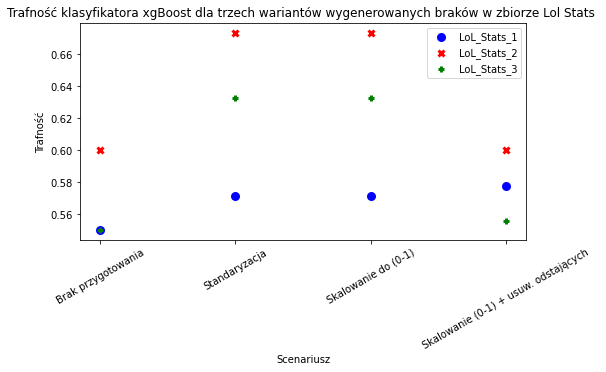 Trafność klasyfikatora xgBoost dla trzech wariantów wygenerowanych braków w zbiorze Lol Stats
LoL_Stats_1
LoL_Stats_2
LoL_Stats_3
Trafność
0.66
0.64
0.62
0.60
0.58
0.56
Brak przygotowania
Standaryzacja
Skalowanie do (0-1)
Skalowanie (0-1) + usuw. odstających
Scenariusz